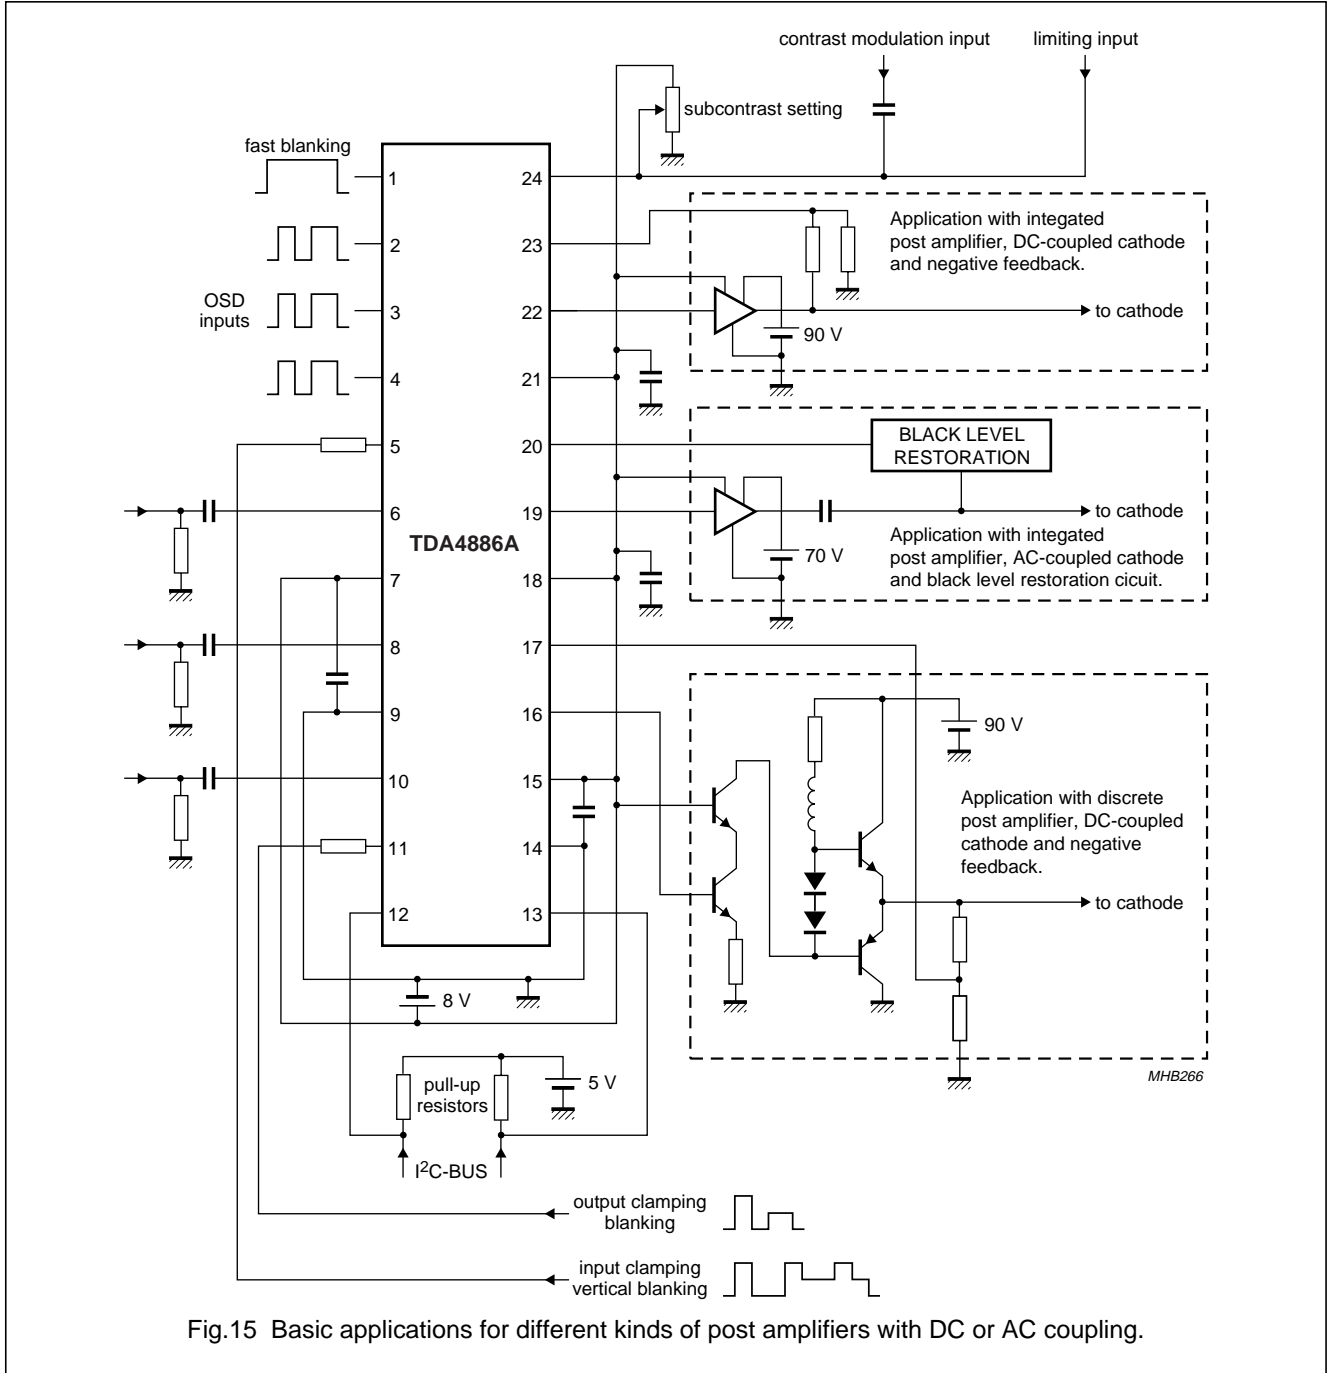 contrast modulation input
limiting input
subcontrast setting
fast blanking
1
24
Application with integated
post amplifier, DC-coupled cathode
and negative feedback.
2
23
OSD
inputs
3
22
to cathode
90 V
4
21
5
20
BLACK LEVEL
RESTORATION
6
19
to cathode
TDA4886A
Application with integated
post amplifier, AC-coupled cathode
and black level restoration cicuit.
70 V
7
18
8
17
9
16
90 V
10
15
Application with discrete
post amplifier, DC-coupled
cathode and negative
feedback.
11
14
to cathode
12
13
8 V
MHB266
pull-up
resistors
5 V
I2C-BUS
output clamping
blanking
input clamping
vertical blanking
Fig.15 Basic applications for different kinds of post amplifiers with DC or AC coupling.